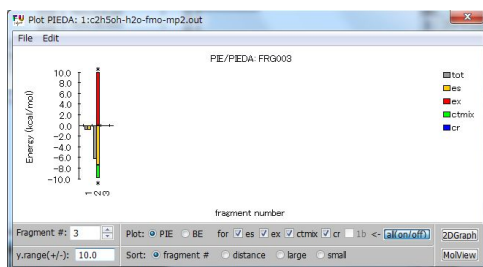 Plot PIEDA: 1:c2h5oh-h2o-fmo-mp2.out
File Edit
PIE/PIEDA: FRG003
Energy (kcal/mol)
10.0
8.0
6.0
4.0
2.0
0.0
-2.0
-4.0
-6.0
-8.0
-10.0
*
*
1
2
3
tot
es
ex
ctmix
cr
fragment number
Fragment #: 3 Plot: PIE BE for es ex ctmix cr 1b <- all(on/off) 2DGraph
y.range(+/-): 10.0 Sort: fragment # distance large small MolView